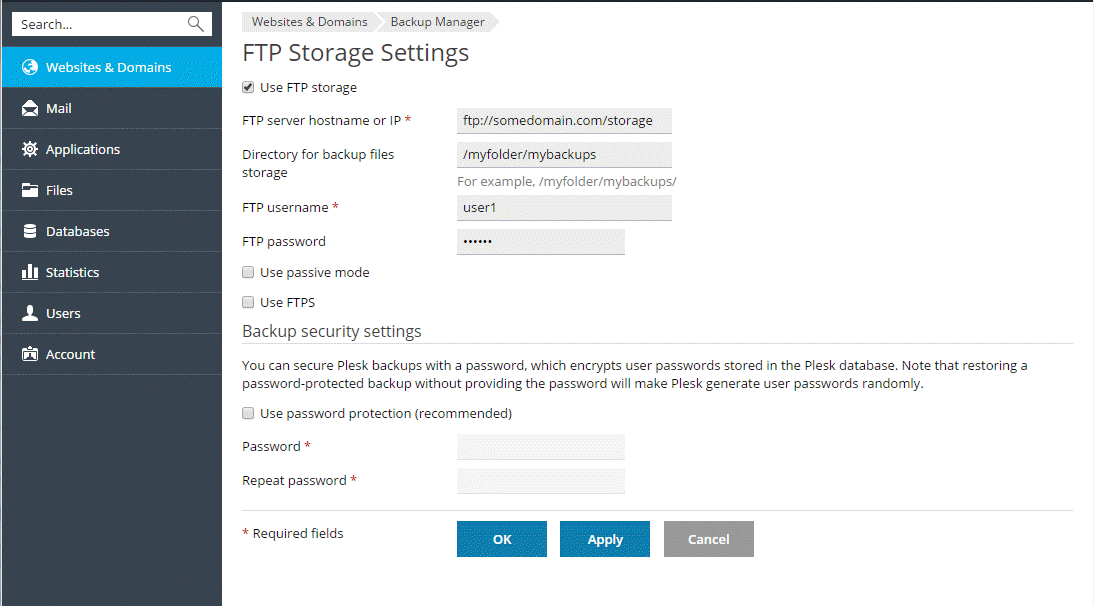 Search...
Websites & Domains
Mail
Applications
Files
Databases
Statistics
Users
Account
Websites & Domains
Backup Manager
FTP Storage Settings
Use FTP storage
FTP server hostname or IP *
ftp://somedomain.com/storage
Directory for backup files
storage
/myfolder/mybackups
For example, /myfolder/mybackups/
FTP username *
user1
FTP password
••••••
Use passive mode
Use FTPS
Backup security settings
You can secure Plesk backups with a password, which encrypts user passwords stored in the Plesk database. Note that restoring a
password-protected backup without providing the password will make Plesk generate user passwords randomly.
Use password protection (recommended)
Password *
Repeat password *
* Required fields
OK
Apply
Cancel